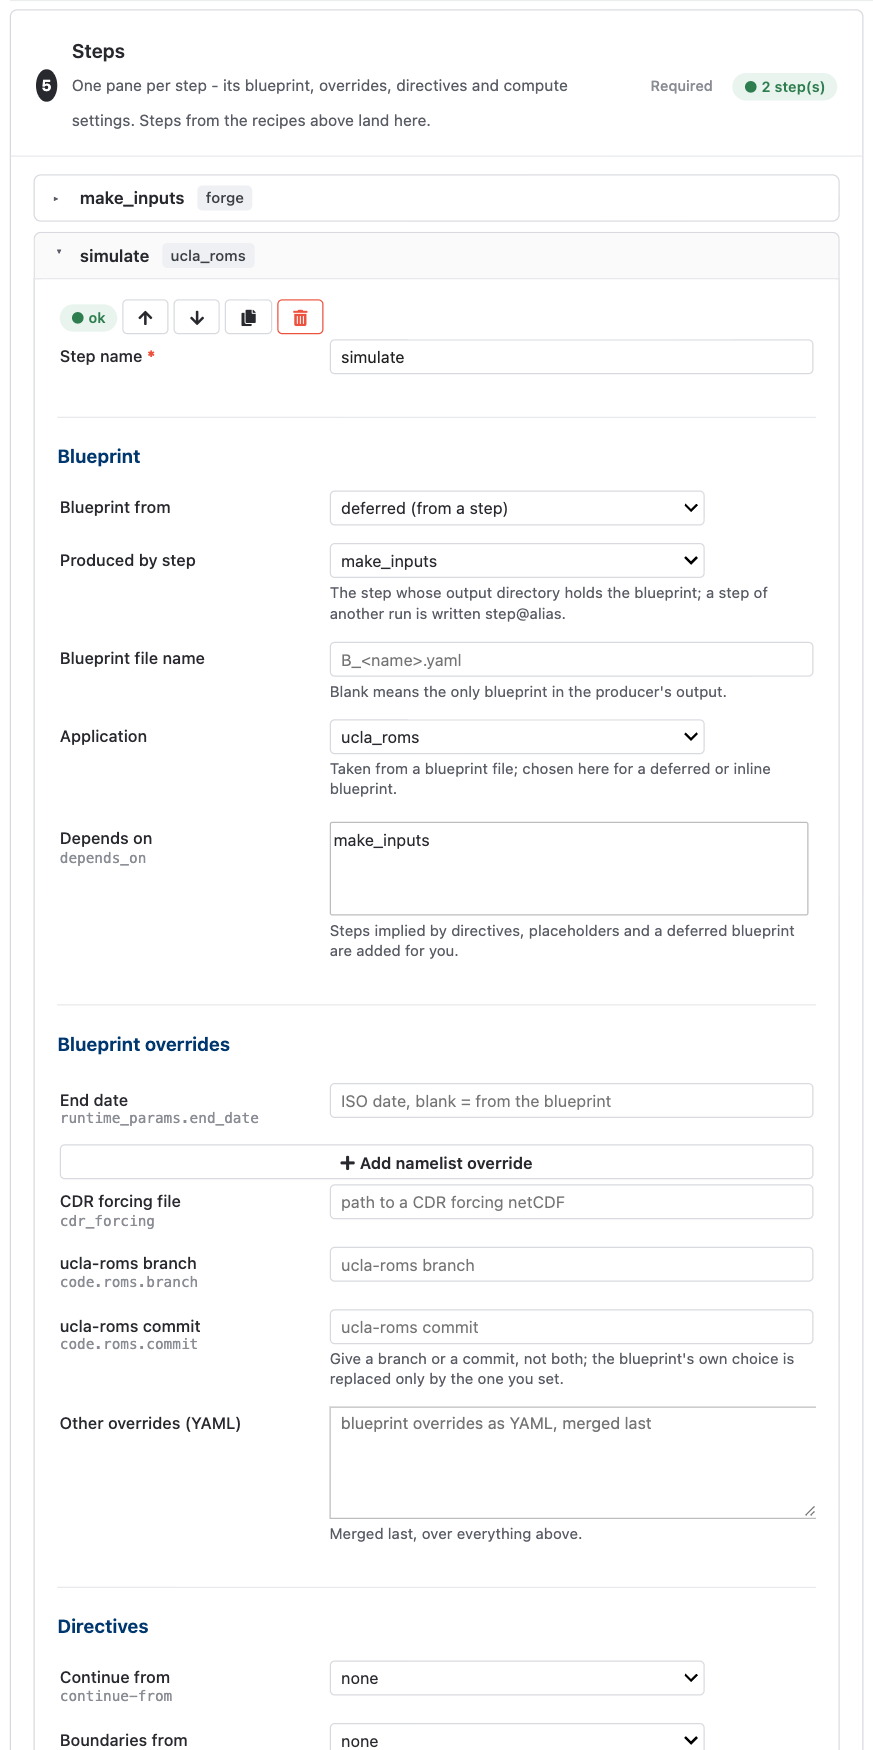 Steps
5
One pane per step - its blueprint, overrides, directives and compute
settings. Steps from the recipes above land here.
Required
2 step(s)
make_inputs forge
simulate ucla_roms
ok
Step name *
simulate
Blueprint
Blueprint from
deferred (from a step)
Produced by step
make_inputs
The step whose output directory holds the blueprint; a step of
another run is written step@alias.
Blueprint file name
B_<name>.yaml
Blank means the only blueprint in the producer's output.
Application
ucla_roms
Taken from a blueprint file; chosen here for a deferred or inline
blueprint.
Depends on
depends_on
make_inputs
Steps implied by directives, placeholders and a deferred blueprint
are added for you.
Blueprint overrides
End date
runtime_params.end_date
ISO date, blank = from the blueprint
Add namelist override
CDR forcing file
cdr_forcing
path to a CDR forcing netCDF
ucla-roms branch
code.roms.branch
ucla-roms branch
ucla-roms commit
code.roms.commit
ucla-roms commit
Give a branch or a commit, not both; the blueprint's own choice is
replaced only by the one you set.
Other overrides (YAML)
blueprint overrides as YAML, merged last
Merged last, over everything above.
Directives
Continue from
continue-from
none
Boundaries from
none